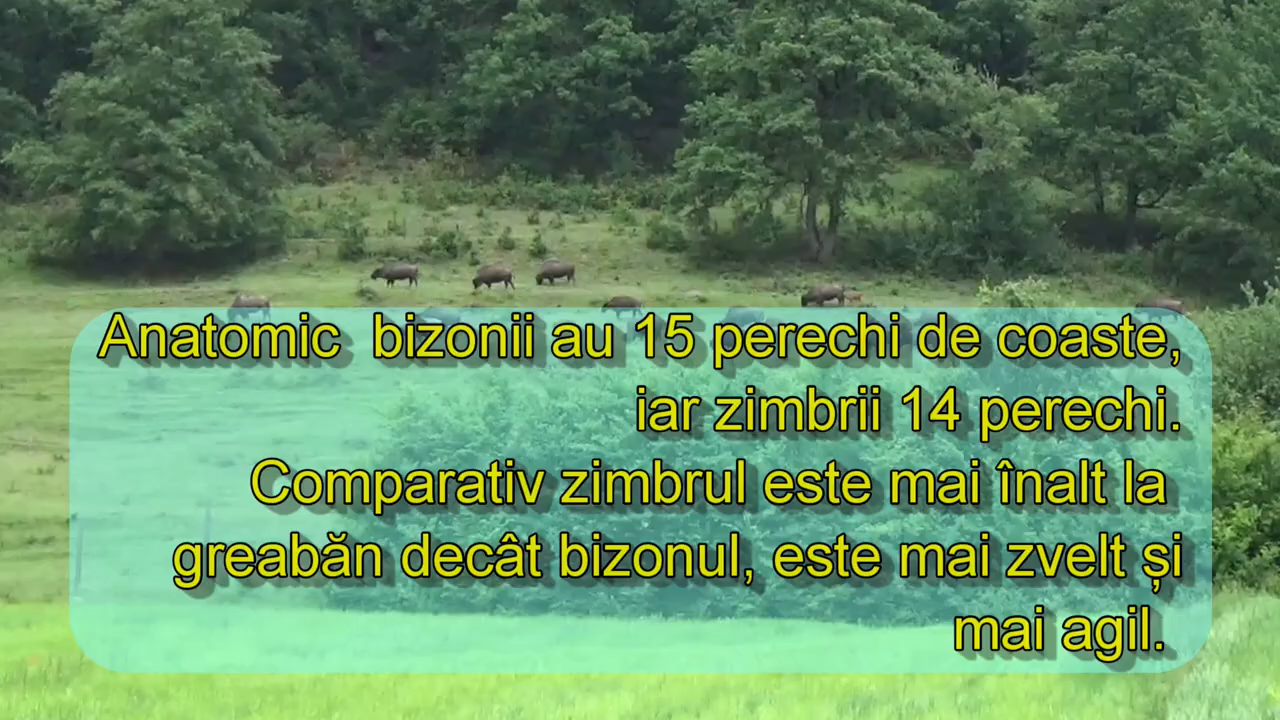 Anatomic  bizonii au 15 perechi de coaste,
iar zimbrii 14 perechi.
Comparativ zimbrul este mai înalt la
greabăn decât bizonul, este mai zvelt și
mai agil.